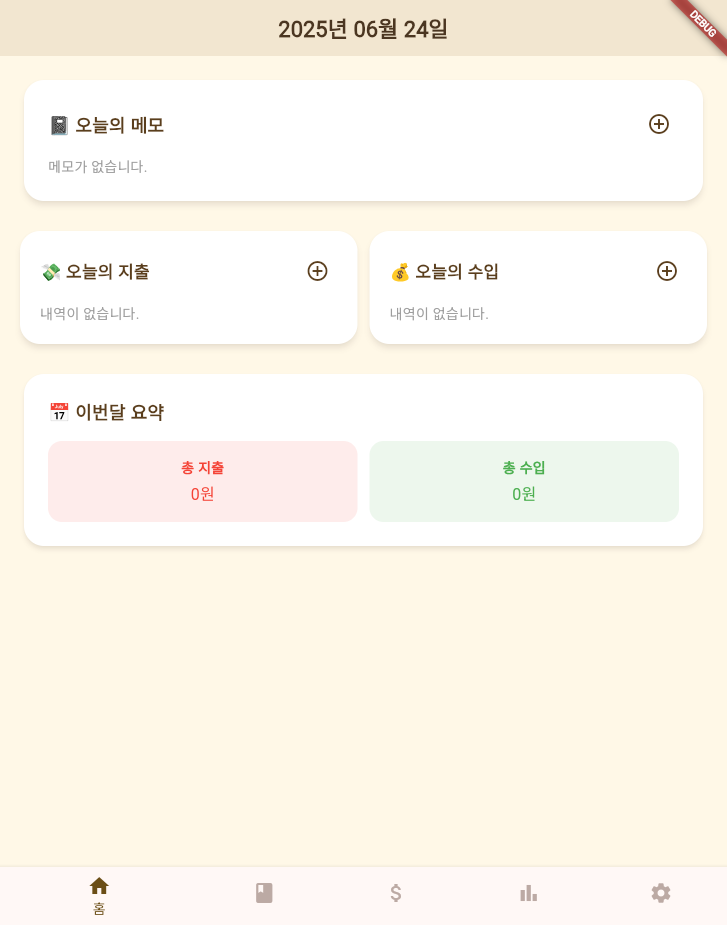 2025년 06월 24일
DEBUG
오늘의 메모
메모가 없습니다.
오늘의 지출
내역이 없습니다.
오늘의 수입
내역이 없습니다.
이번달 요약
총 지출
0원
총 수입
0원
홈